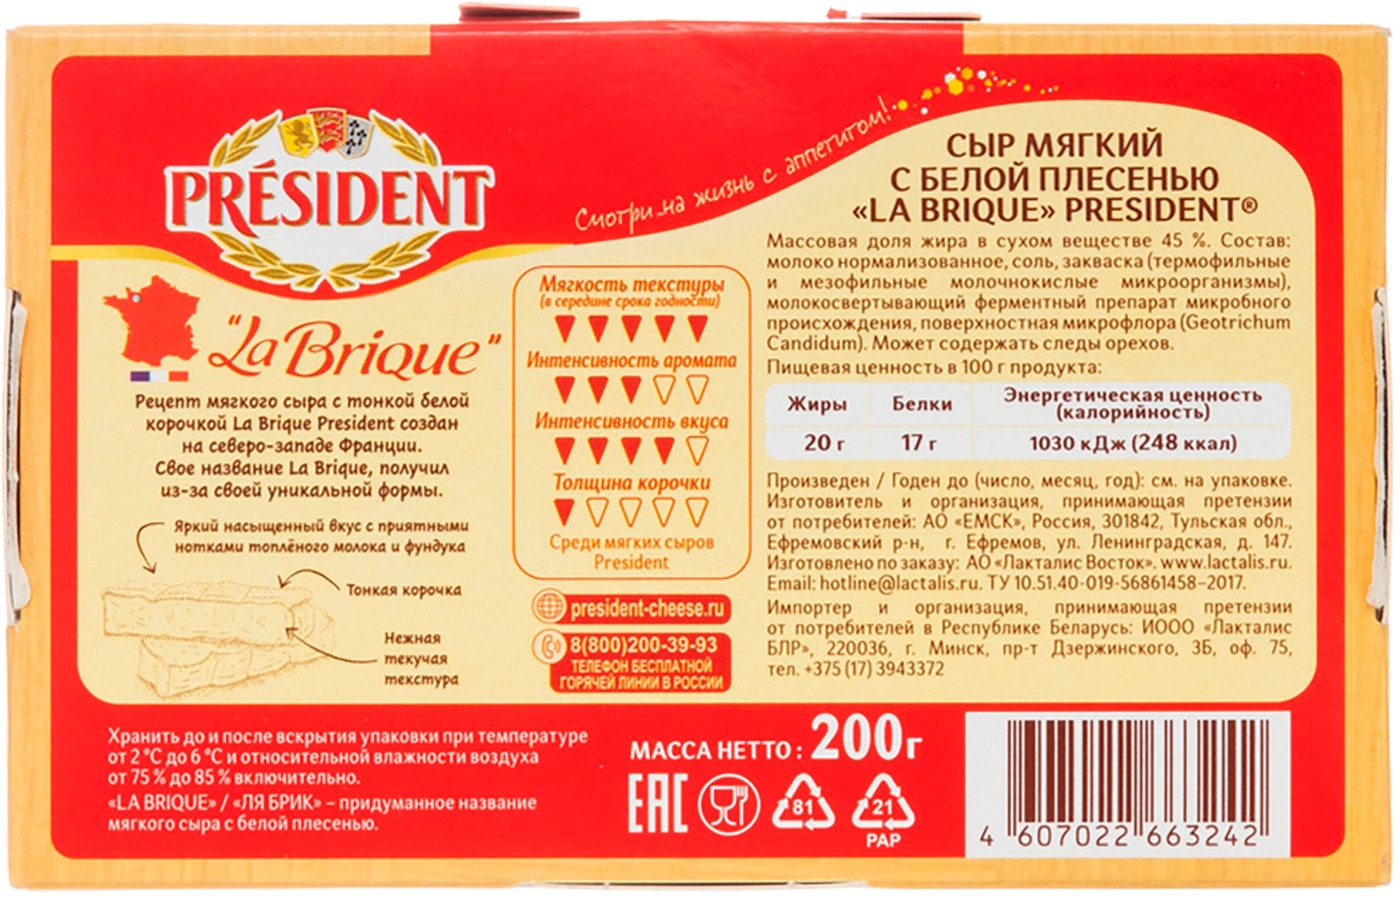 PRÉSIDENT
Смотри на жизнь с аппетитом!
"La Brique"
Рецепт мягкого сыра с тонкой белой
корочкой La Brique President создан
на северо-западе Франции.
Свое название La Brique, получил
из-за своей уникальной формы.
Яркий насыщенный вкус с приятными
нотками топлёного молока и фундука
Тонкая корочка
Нежная
текучая
текстура
Мягкость текстуры
(в середине срока годности)
Интенсивность аромата
Интенсивность вкуса
Толщина корочки
Среди мягких сыров
President
president-cheese.ru
8(800)200-39-93
ТЕЛЕФОН БЕСПЛАТНОЙ
ГОРЯЧЕЙ ЛИНИИ В РОССИИ
СЫР МЯГКИЙ
С БЕЛОЙ ПЛЕСЕНЬЮ
«LA BRIQUE» PRESIDENT®
Массовая доля жира в сухом веществе 45 %. Состав:
молоко нормализованное, соль, закваска (термофильные
и мезофильные молочнокислые микроорганизмы),
молокосвертывающий ферментный препарат микробного
происхождения, поверхностная микрофлора (Geotrichum
Candidum). Может содержать следы орехов.
Пищевая ценность в 100 г продукта:
Жиры Белки Энергетическая ценность
(калорийность)
20 г 17 г 1030 кДж (248 ккал)
Произведен / Годен до (число, месяц, год): см. на упаковке.
Изготовитель и организация, принимающая претензии
от потребителей: АО «ЕМСК», Россия, 301842, Тульская обл.,
Ефремовский р-н, г. Ефремов, ул. Ленинградская, д. 147.
Изготовлено по заказу: АО «Лакталис Восток». www.lactalis.ru.
Email: hotline@lactalis.ru. ТУ 10.51.40-019-56861458–2017.
Импортер и организация, принимающая претензии
от потребителей в Республике Беларусь: ИООО «Лакталис
БЛР», 220036, г. Минск, пр-т Дзержинского, 3Б, оф. 75,
тел. +375 (17) 3943372
Хранить до и после вскрытия упаковки при температуре
от 2 °C до 6 °C и относительной влажности воздуха
от 75 % до 85 % включительно.
«LA BRIQUE» / «ЛЯ БРИК» – придуманное название
мягкого сыра с белой плесенью.
МАССА НЕТТО : 200г
EAC
81
21
PAP
4 607022 663242